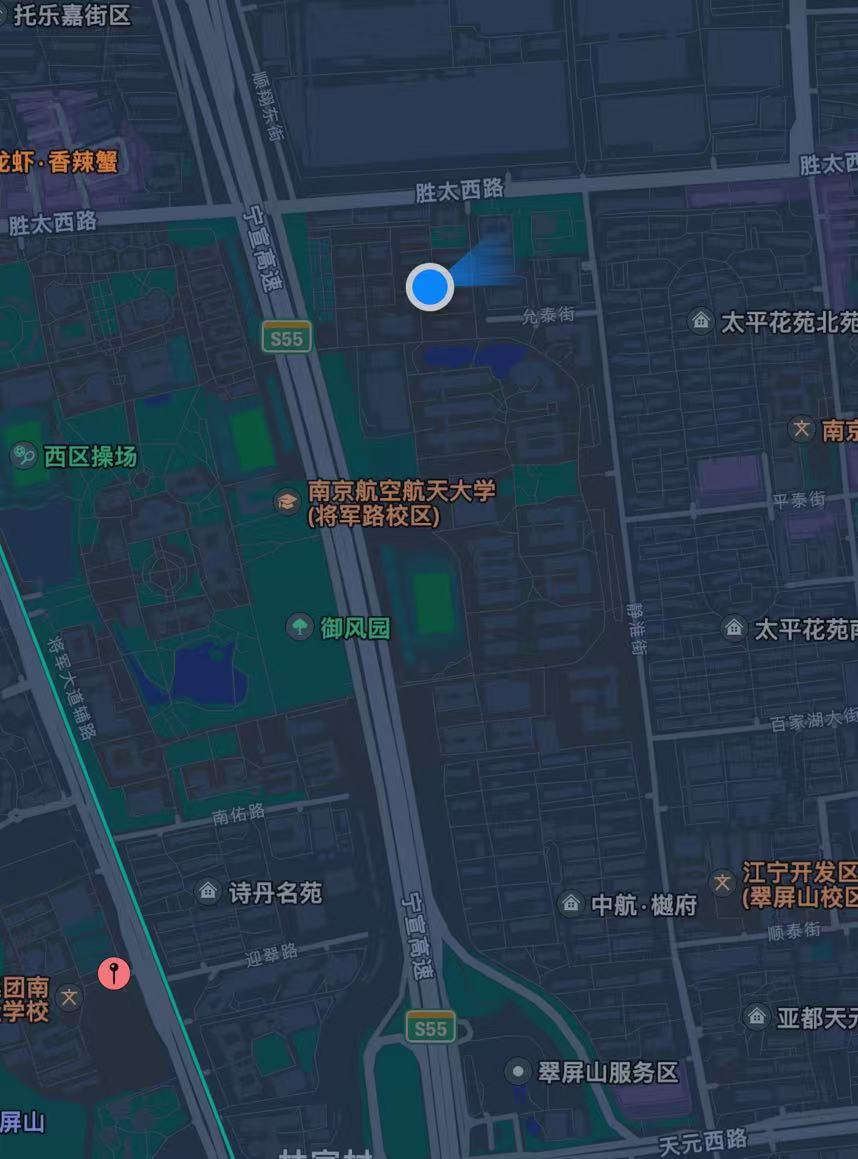 托乐嘉街区
顺翔东街
龙虾·香辣蟹
胜太西路
胜太西
胜太西路
宁宣高速
允泰街
太平花苑北苑
S55
南京
西区操场
南京航空航天大学
(将军路校区)
平泰街
御风园
静淮街
太平花苑南
将军大道辅路
百家湖大街
南佑路
江宁开发区
(翠屏山校区
诗丹名苑
中航·樾府
宁宣高速
顺泰街
迎翠路
团南
学校
S55
亚都天元
翠屏山服务区
屏山
天元西路